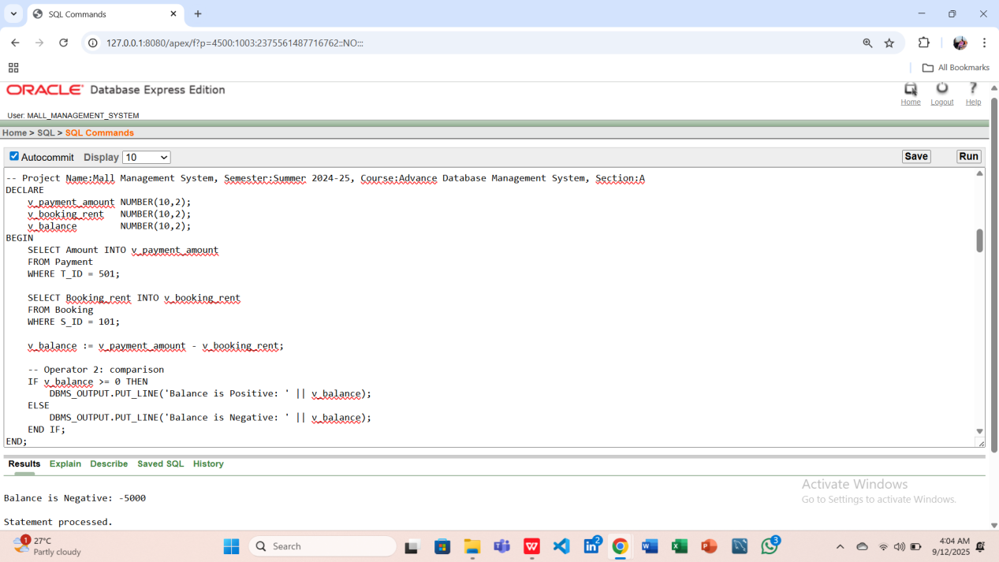 SQL Commands
127.0.0.1:8080/apex/f?p=4500:1003:2375561487716762::NO:::
All Bookmarks
ORACLE Database Express Edition
Home Logout Help
User: MALL_MANAGEMENT_SYSTEM
Home > SQL > SQL Commands
Autocommit Display 10 Save Run
-- Project Name:Mall Management System, Semester:Summer 2024-25, Course:Advance Database Management System, Section:A
DECLARE
    v_payment_amount NUMBER(10,2);
    v_booking_rent   NUMBER(10,2);
    v_balance        NUMBER(10,2);
BEGIN
    SELECT Amount INTO v_payment_amount
    FROM Payment
    WHERE T_ID = 501;
    SELECT Booking_rent INTO v_booking_rent
    FROM Booking
    WHERE S_ID = 101;
    v_balance := v_payment_amount - v_booking_rent;
    -- Operator 2: comparison
    IF v_balance >= 0 THEN
        DBMS_OUTPUT.PUT_LINE('Balance is Positive: ' || v_balance);
    ELSE
        DBMS_OUTPUT.PUT_LINE('Balance is Negative: ' || v_balance);
    END IF;
END;
Results Explain Describe Saved SQL History
Balance is Negative: -5000
Statement processed.
Activate Windows
Go to Settings to activate Windows.
1
27°C
Partly cloudy
Search
2
3
4:04 AM
9/12/2025